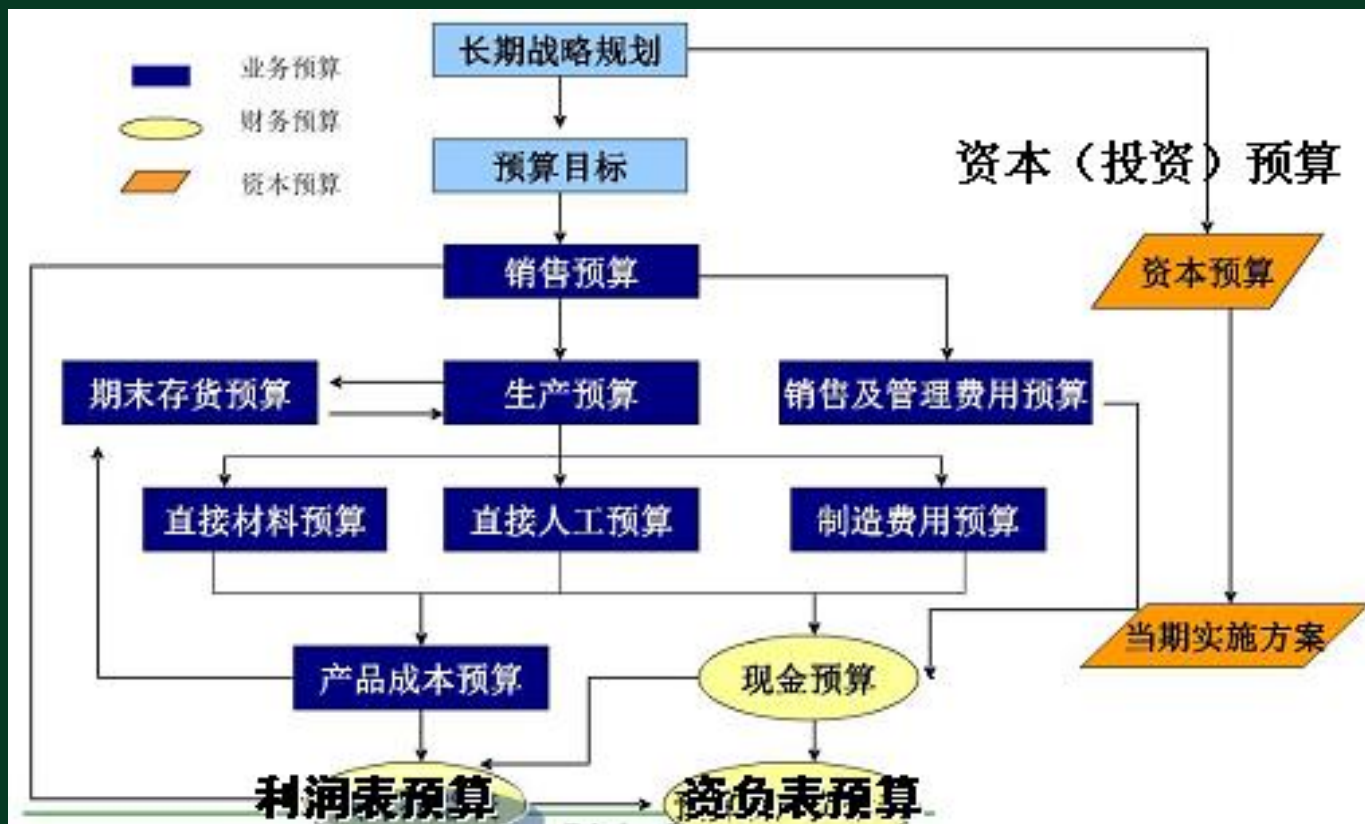 长期战略规划
业务预算
财务预算
资本预算
预算目标
资本（投资）预算
销售预算
资本预算
期末存货预算
生产预算
销售及管理费用预算
直接材料预算
直接人工预算
制造费用预算
当期实施方案
产品成本预算
现金预算
利润表预算
资负表预算